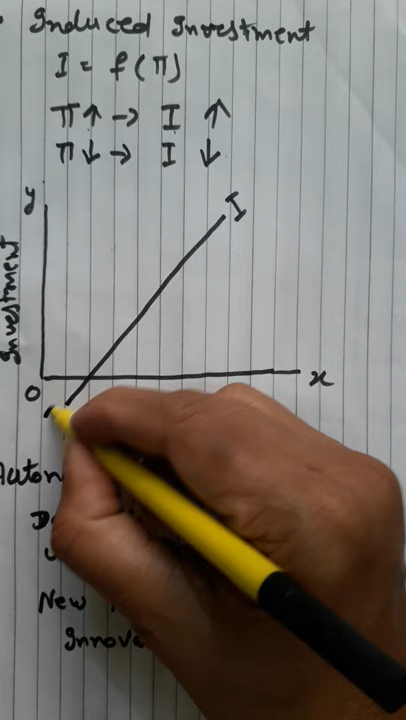 Induced Investment
I = f(π)
π↑ → I ↑
π↓ → I ↓
y
I
Investment
O
x
New